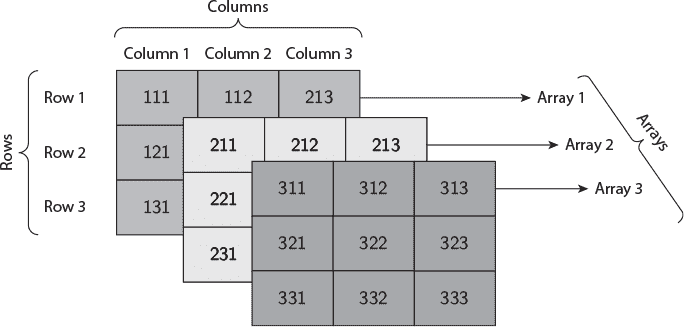 Columns
Column 1 Column 2 Column 3
Row 1 111 112 213 Array 1
Row 2 121 211 212 213 Array 2
311 312 313 Array 3
Row 3 131 221
321 322 323
231
331 332 333
Rows
Arrays